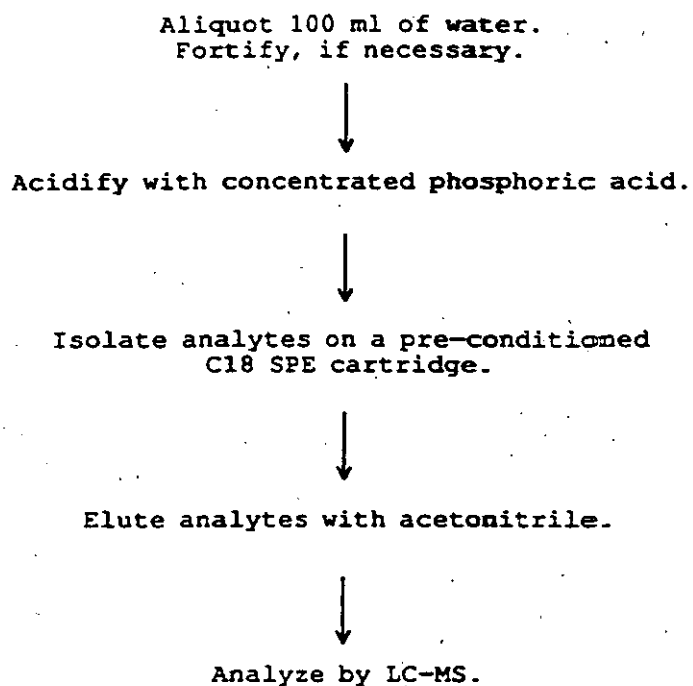 Aliquot 100 ml of water.
Fortify, if necessary.
Acidify with concentrated phosphoric acid.
Isolate analytes on a pre-conditioned
C18 SPE cartridge.
Elute analytes with acetonitrile.
Analyze by LC-MS.